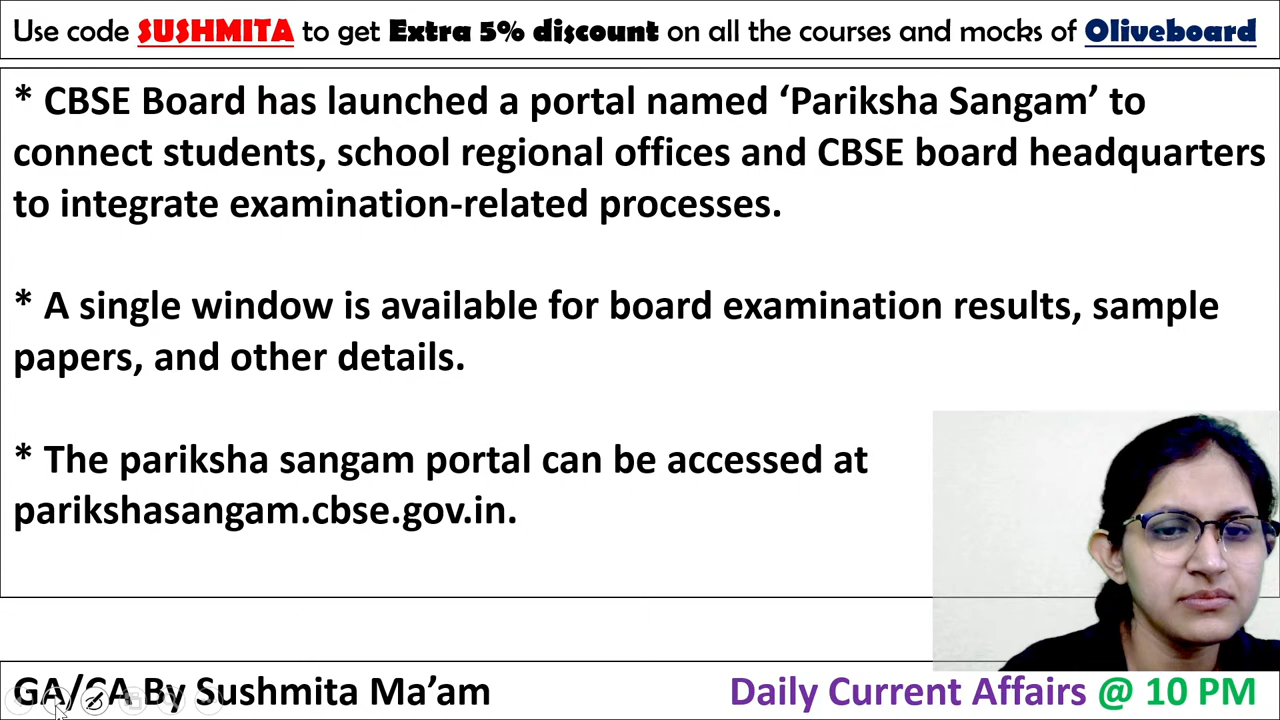 Use code SUSHMITA to get Extra 5% discount on all the courses and mocks of Oliveboard
* CBSE Board has launched a portal named ‘Pariksha Sangam’ to
connect students, school regional offices and CBSE board headquarters
to integrate examination-related processes.
* A single window is available for board examination results, sample
papers, and other details.
* The pariksha sangam portal can be accessed at
parikshasangam.cbse.gov.in.
GA/CA By Sushmita Ma’am
Daily Current Affairs @ 10 PM